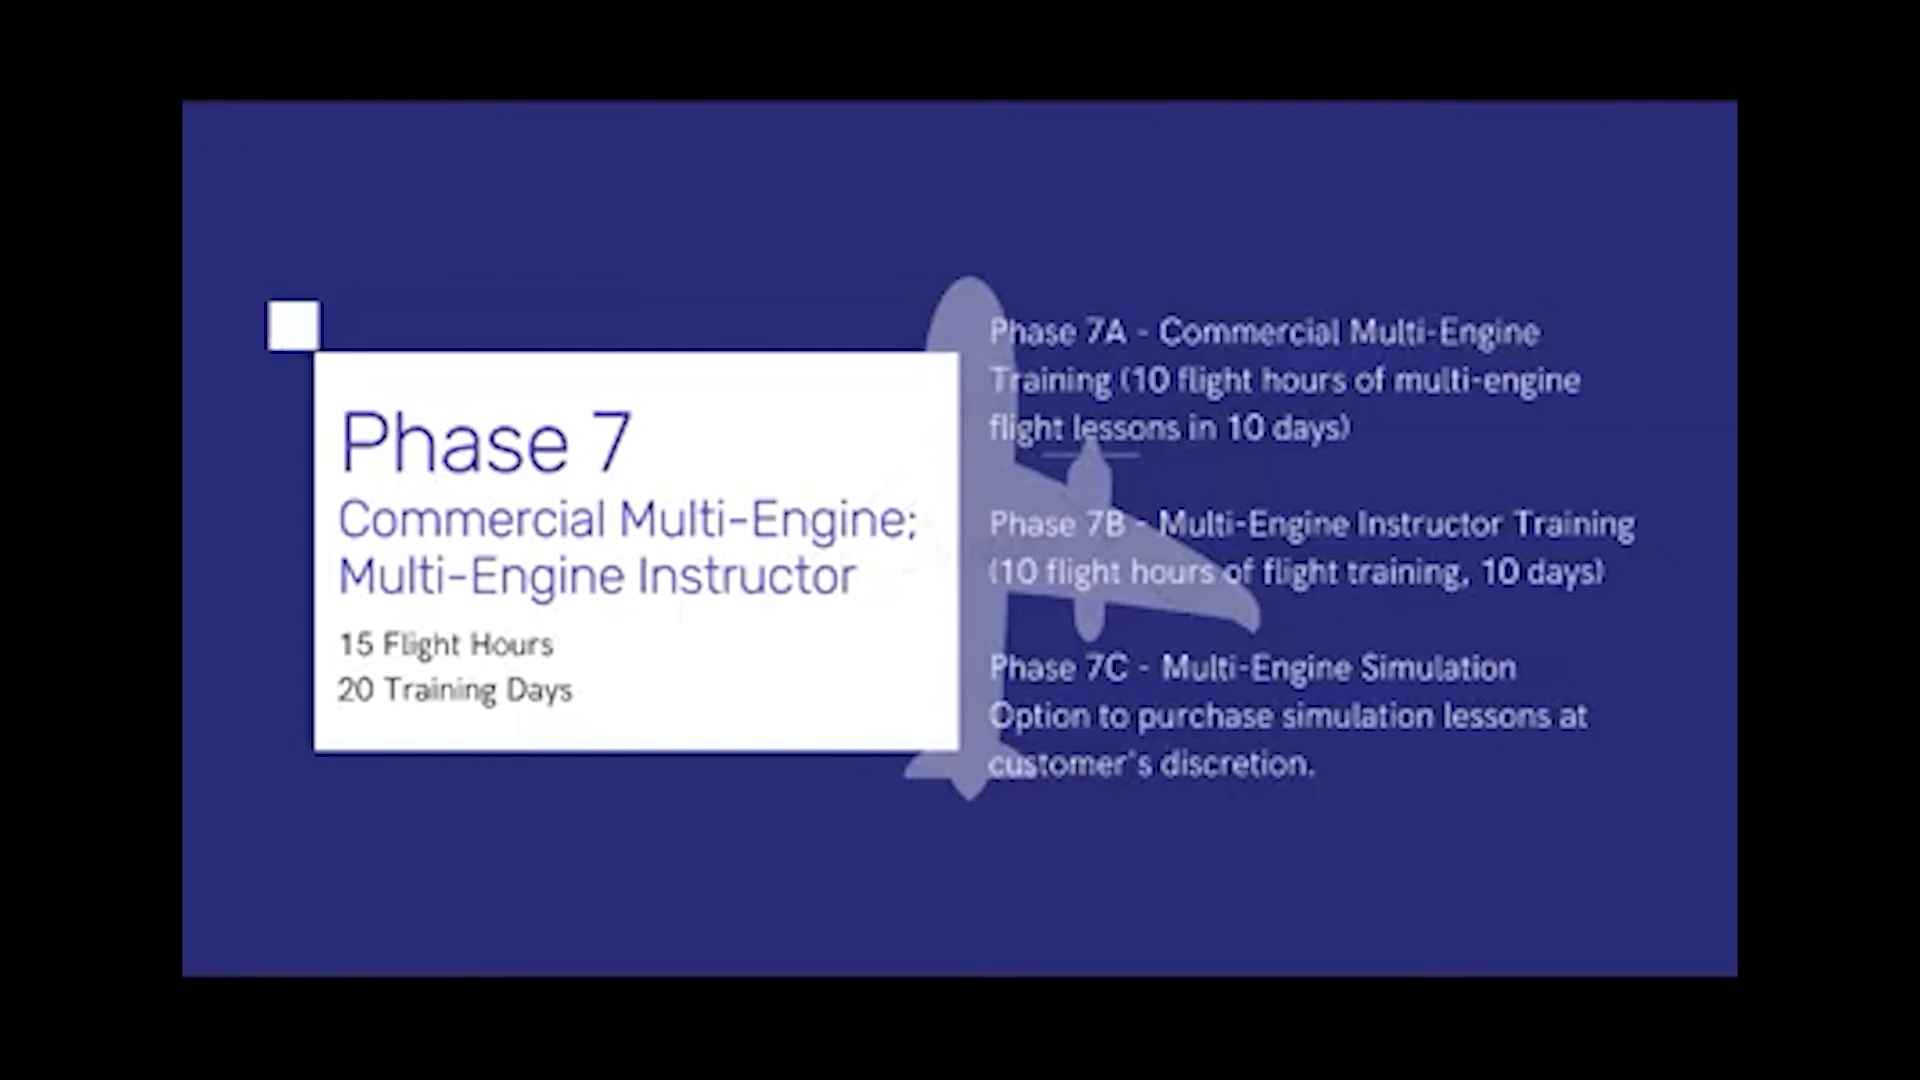 Phase 7
Commercial Multi-Engine;
Multi-Engine Instructor
15 Flight Hours
20 Training Days
Phase 7A - Commercial Multi-Engine
Training (10 flight hours of multi-engine
flight lessons in 10 days)
Phase 7B - Multi-Engine Instructor Training
(10 flight hours of flight training, 10 days)
Phase 7C - Multi-Engine Simulation
Option to purchase simulation lessons at
customer's discretion.